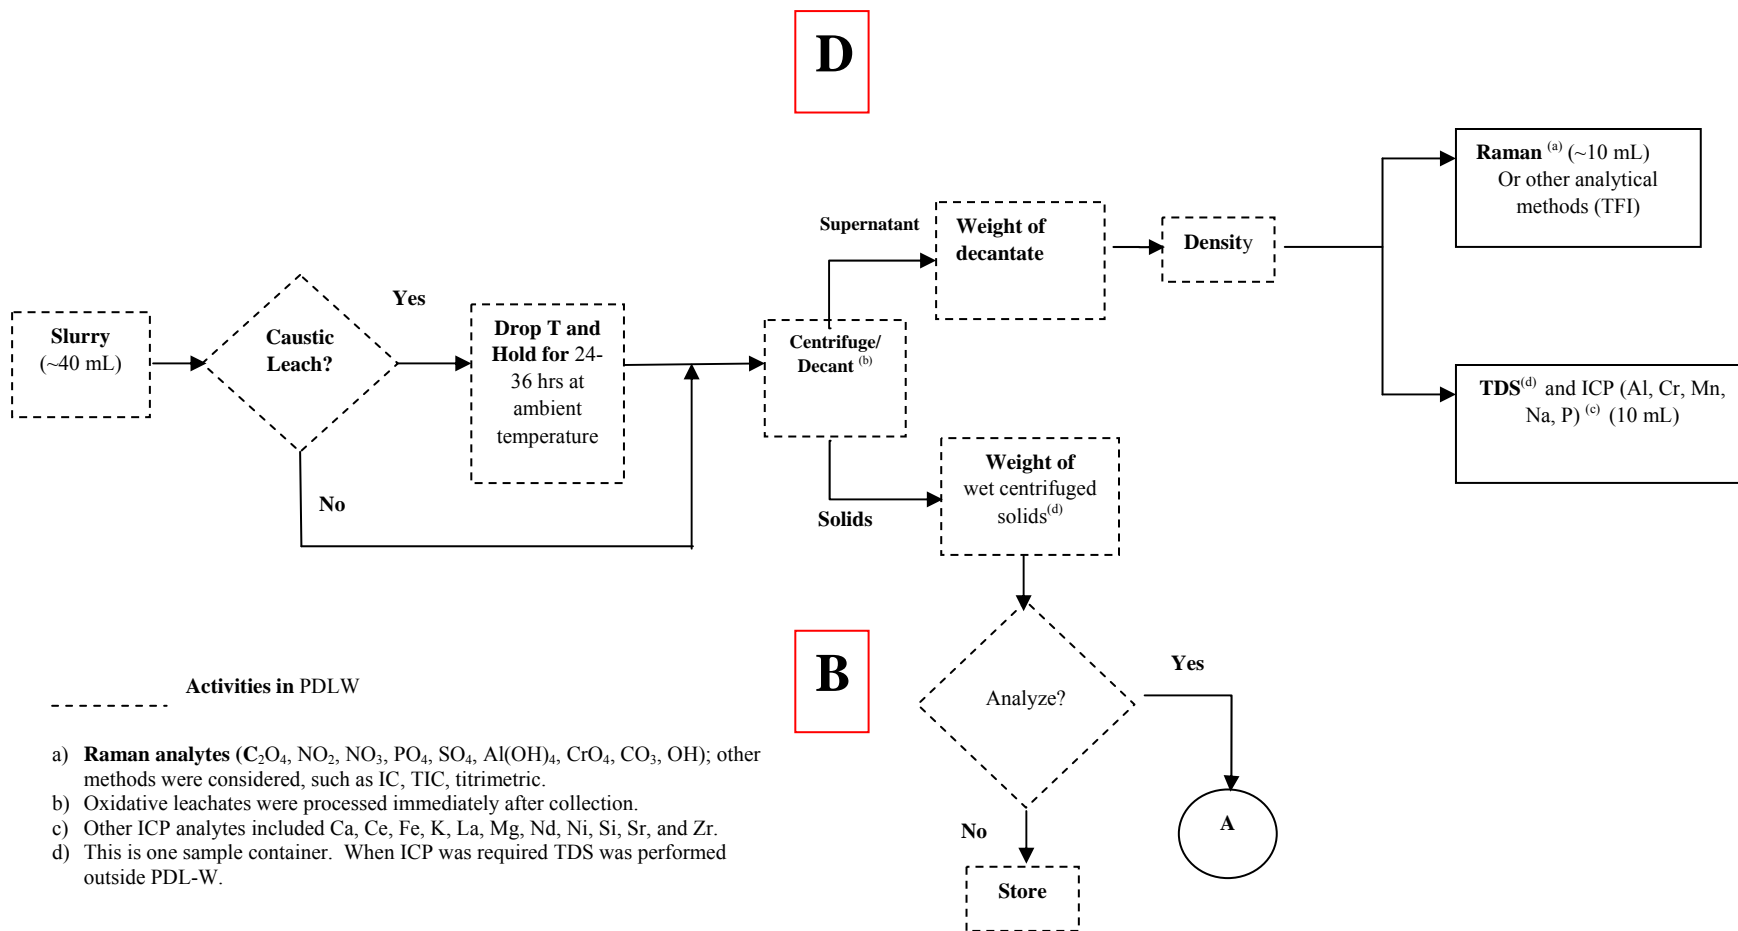 D
Raman (a) (~10 mL)
Or other analytical
methods (TFI)
Supernatant
Weight of
decantate
Density
Yes
Slurry
(~40 mL)
Caustic
Leach?
Drop T and
Hold for 24-
36 hrs at
ambient
temperature
Centrifuge/
Decant (b)
TDS(d) and ICP (Al, Cr, Mn,
Na, P) (c) (10 mL)
No
Solids
Weight of
wet centrifuged
solids(d)
B
Analyze?
Yes
A
No
Store
Activities in PDLW
a) Raman analytes (C₂O₄, NO₂, NO₃, PO₄, SO₄, Al(OH)₄, CrO₄, CO₃, OH); other
methods were considered, such as IC, TIC, titrimetric.
b) Oxidative leachates were processed immediately after collection.
c) Other ICP analytes included Ca, Ce, Fe, K, La, Mg, Nd, Ni, Si, Sr, and Zr.
d) This is one sample container. When ICP was required TDS was performed
outside PDL-W.